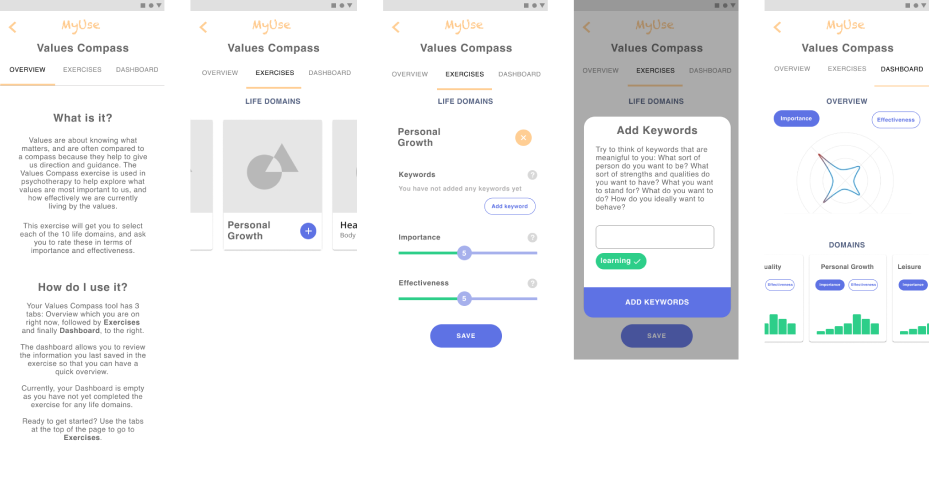 MyUse
Values Compass
OVERVIEW EXERCISES DASHBOARD
What is it?
Values are about knowing what
matters, and are often compared to
a compass because they help to give
us direction and guidance. The
Values Compass exercise is used in
psychotherapy to help explore what
values are most important to us, and
how effectively we are currently
living by the values.
This exercise will get you to select
each of the 10 life domains, and ask
you to rate these in terms of
importance and effectiveness.
How do I use it?
Your Values Compass tool has 3
tabs: Overview which you are on
right now, followed by Exercises
and finally Dashboard, to the right.
The dashboard allows you to review
the information you last saved in the
exercise so that you can have a
quick overview.
Currently, your Dashboard is empty
as you have not yet completed the
exercise for any life domains.
Ready to get started? Use the tabs
at the top of the page to go to
Exercises.
MyUse
Values Compass
OVERVIEW EXERCISES DASHBOARD
LIFE DOMAINS
Personal
Growth
Hea
Body
MyUse
Values Compass
OVERVIEW EXERCISES DASHBOARD
LIFE DOMAINS
Personal
Growth
Keywords ?
You have not added any keywords yet
Add keyword
Importance ?
5
Effectiveness ?
5
SAVE
MyUse
Values Compass
OVERVIEW EXERCISES DASHBOARD
LIFE DOMAINS
Add Keywords
Try to think of keywords that are
meanigful to you: What sort of
person do you want to be? What
sort of strengths and qualities do
you want to have? What you want
to stand for? What do you want to
do? How do you ideally want to
behave?
learning
ADD KEYWORDS
SAVE
MyUse
Values Compass
OVERVIEW EXERCISES DASHBOARD
OVERVIEW
Importance Effectiveness
DOMAINS
uality
Effectiveness
Personal Growth
Importance Effectiveness
Leisure
Importance